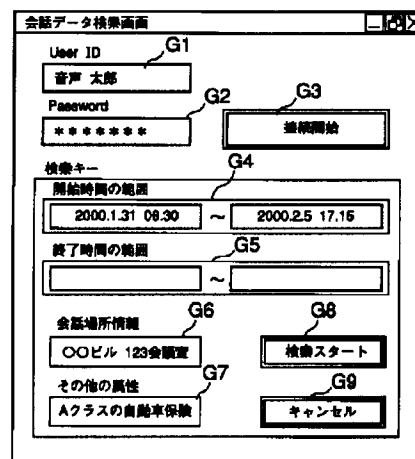 会話データ検索画面
User ID G1
音声 太郎
Password G2 G3
******* 接続開始
検索キー G4
開始時間の範囲
2000.1.31 08.30 ～ 2000.2.5 17.15
終了時間の範囲 G5
～
会話場所情報 G6 G8
〇〇ビル 123会議室 検索スタート
その他の属性 G7 G9
Aクラスの自動車保険 キャンセル